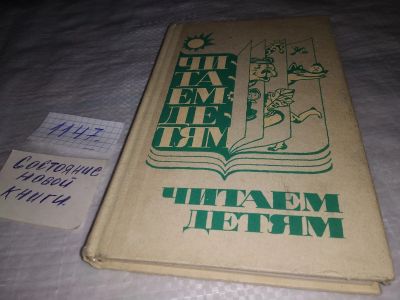 1147.
Состояние
новой
книги.
ЧИ
ТА
ЕМ
ДЕ
ТЯМ
ЧИТАЕМ
ДЕТЯМ